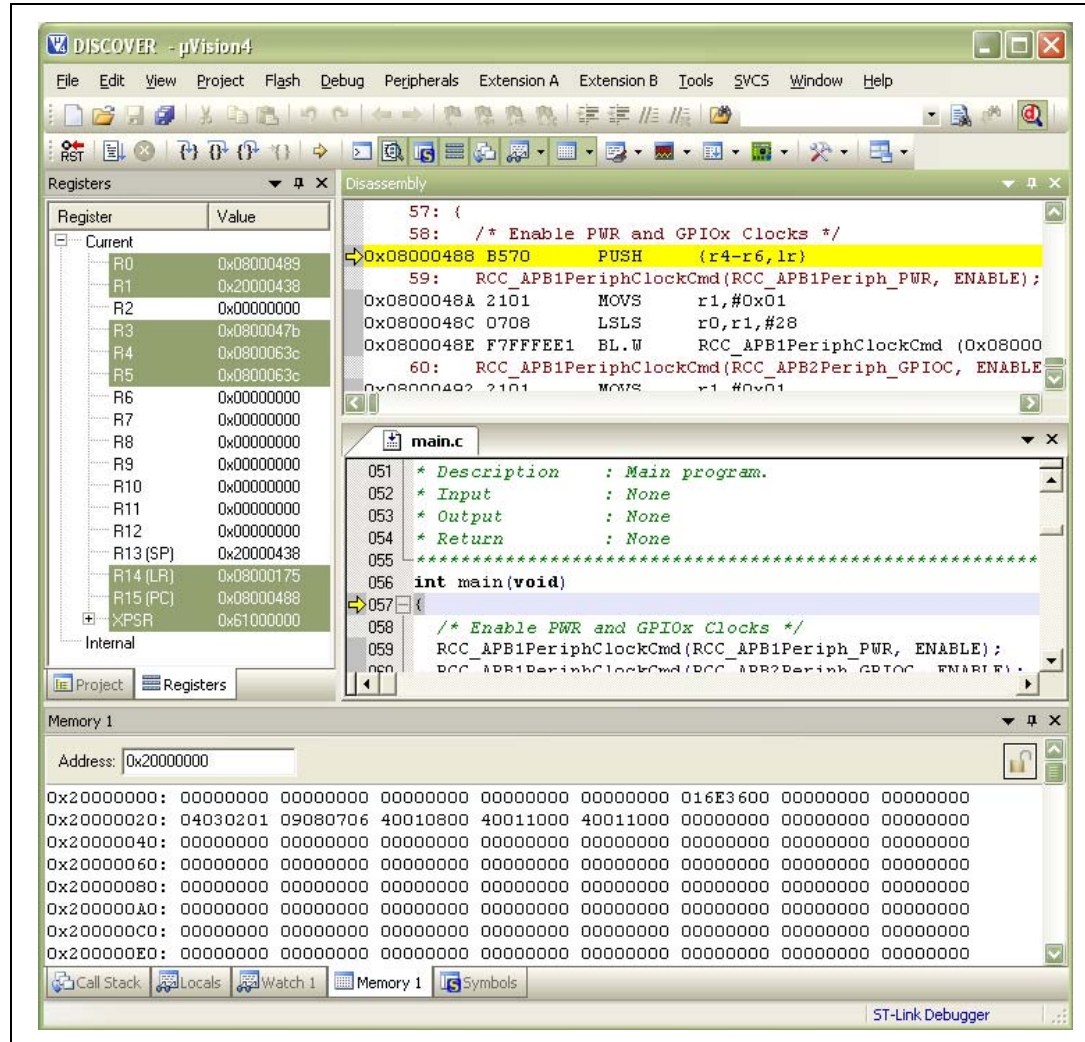 DISCOVER - µVision4
File Edit View Project Flash Debug Peripherals Extension A Extension B Tools SVCS Window Help
RST
Registers
Register Value
Current
R0 0x08000489
R1 0x20000438
R2 0x00000000
R3 0x0800047b
R4 0x0800063c
R5 0x0800063c
R6 0x00000000
R7 0x00000000
R8 0x00000000
R9 0x00000000
R10 0x00000000
R11 0x00000000
R12 0x00000000
R13 (SP) 0x20000438
R14 (LR) 0x08000175
R15 (PC) 0x08000488
xPSR 0x61000000
Internal
Project Registers
Disassembly
57: {
58: /* Enable PWR and GPIOx Clocks */
0x08000488 B570 PUSH {r4-r6,lr}
59: RCC_APB1PeriphClockCmd(RCC_APB1Periph_PWR, ENABLE);
0x0800048A 2101 MOVS r1,#0x01
0x0800048C 0708 LSLS r0,r1,#28
0x0800048E F7FFFEE1 BL.W RCC_APB1PeriphClockCmd (0x08000
60: RCC_APB1PeriphClockCmd(RCC_APB2Periph_GPIOC, ENABLE
0x08000492 2101 MOVS r1,#0x01
main.c
051 * Description : Main program.
052 * Input : None
053 * Output : None
054 * Return : None
055 *************************************************************
056 int main(void)
057 {
058 /* Enable PWR and GPIOx Clocks */
059 RCC_APB1PeriphClockCmd(RCC_APB1Periph_PWR, ENABLE);
060 RCC_APB1PeriphClockCmd(RCC_APB2Periph_GPIOC, ENABLE);
Memory 1
Address: 0x20000000
0x20000000: 00000000 00000000 00000000 00000000 00000000 016E3600 00000000 00000000
0x20000020: 04030201 09080706 40010800 40011000 40011000 00000000 00000000 00000000
0x20000040: 00000000 00000000 00000000 00000000 00000000 00000000 00000000 00000000
0x20000060: 00000000 00000000 00000000 00000000 00000000 00000000 00000000 00000000
0x20000080: 00000000 00000000 00000000 00000000 00000000 00000000 00000000 00000000
0x200000A0: 00000000 00000000 00000000 00000000 00000000 00000000 00000000 00000000
0x200000C0: 00000000 00000000 00000000 00000000 00000000 00000000 00000000 00000000
0x200000E0: 00000000 00000000 00000000 00000000 00000000 00000000 00000000 00000000
Call Stack Locals Watch 1 Memory 1 Symbols
ST-Link Debugger